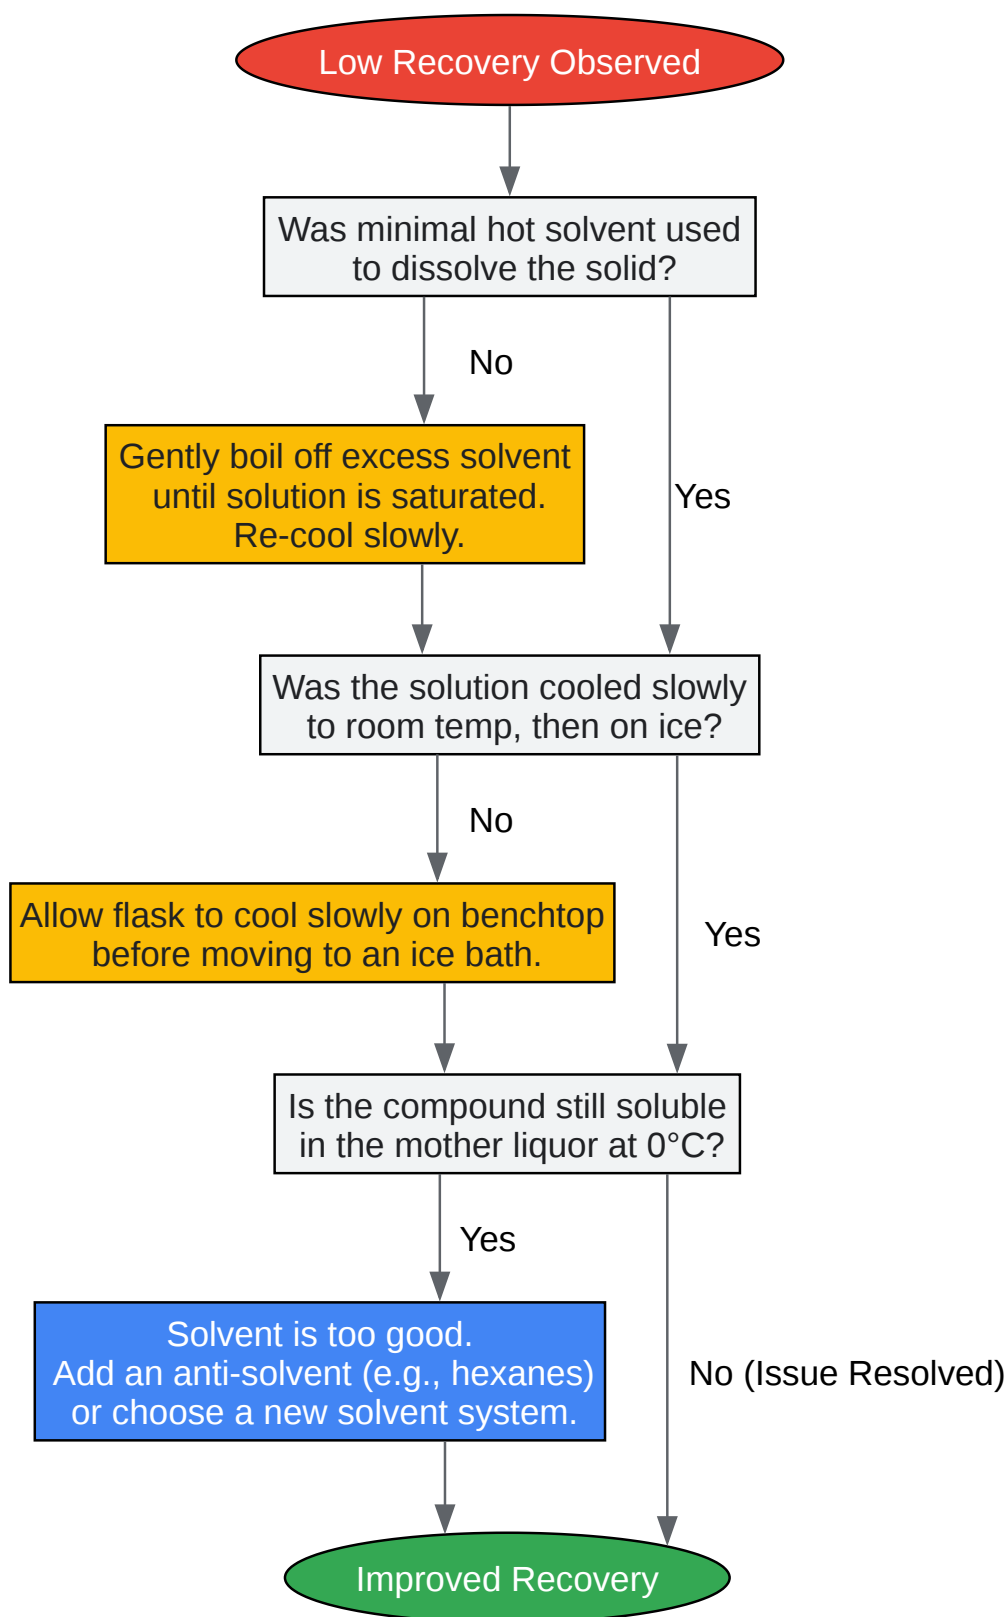 Low Recovery Observed
Was minimal hot solvent used
to dissolve the solid?
No
Gently boil off excess solvent
until solution is saturated.
Re-cool slowly.
Yes
Was the solution cooled slowly
to room temp, then on ice?
No
Allow flask to cool slowly on benchtop
before moving to an ice bath.
Yes
Is the compound still soluble
in the mother liquor at 0°C?
Yes
Solvent is too good.
Add an anti-solvent (e.g., hexanes)
or choose a new solvent system.
No (Issue Resolved)
Improved Recovery